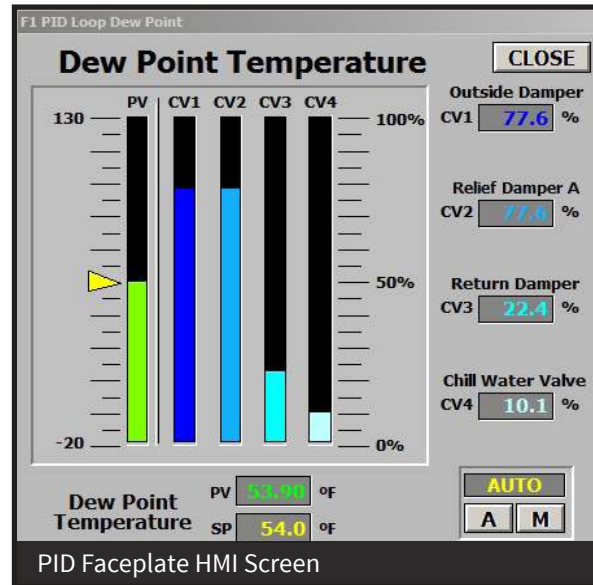 F1 PID Loop Dew Point
Dew Point Temperature
CLOSE
PV CV1 CV2 CV3 CV4
130
100%
50%
-20
0%
Outside Damper
CV1 77.6 %
Relief Damper A
CV2 77.6 %
Return Damper
CV3 22.4 %
Chill Water Valve
CV4 10.1 %
Dew Point
Temperature
PV 53.90 ºF
SP 54.0 ºF
AUTO
A M
PID Faceplate HMI Screen